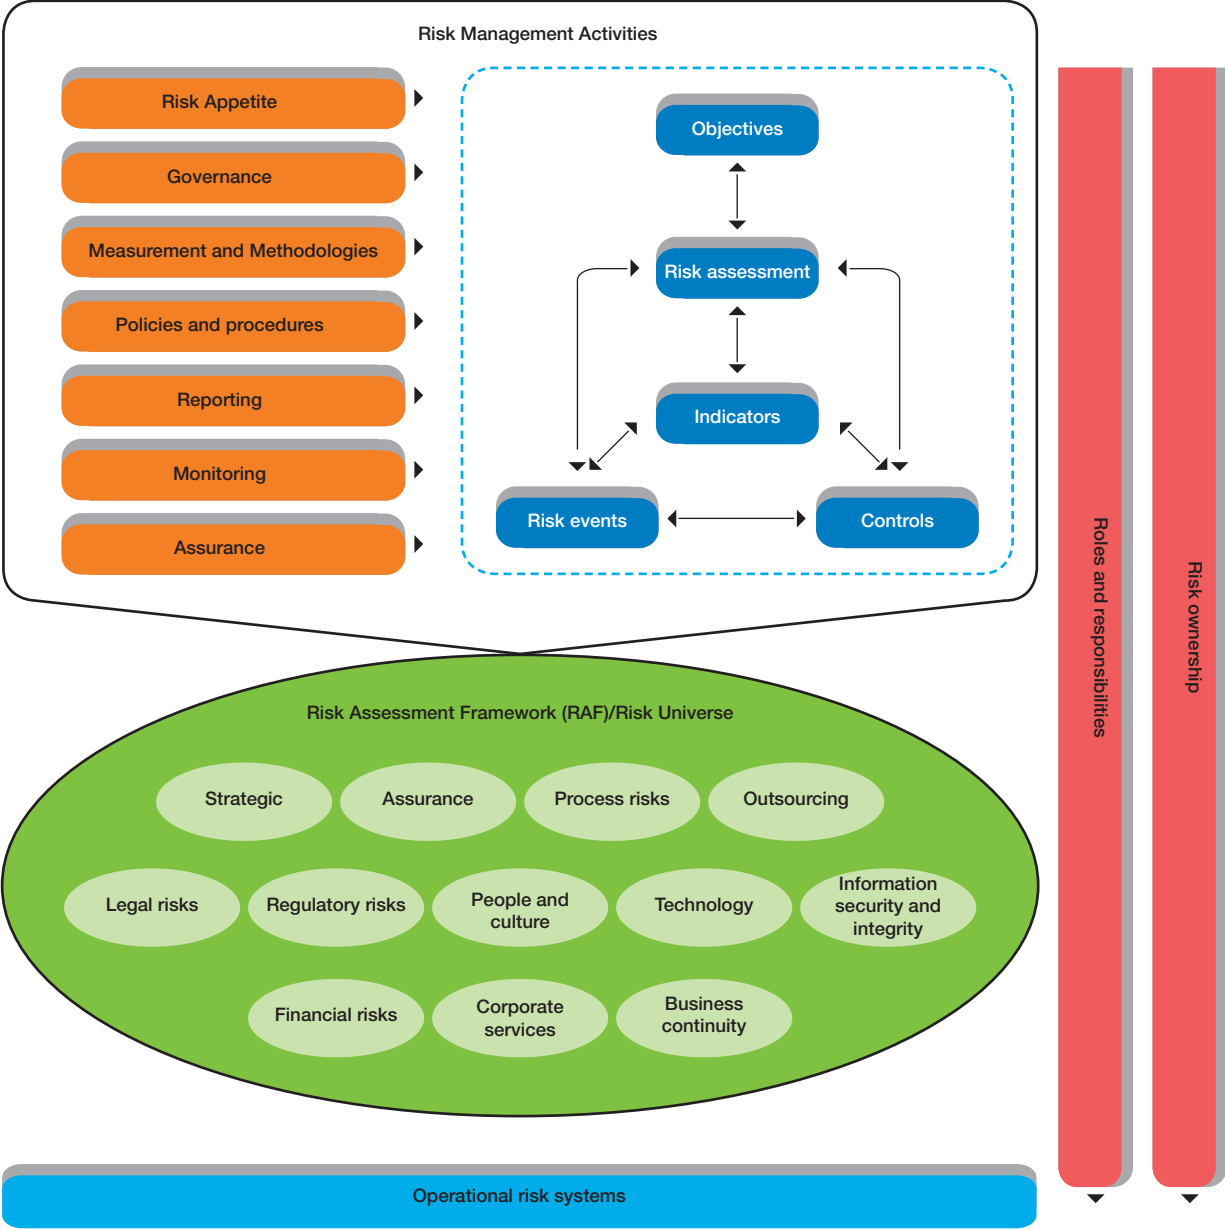 Risk Management Activities
Risk Appetite
Governance
Measurement and Methodologies
Policies and procedures
Reporting
Monitoring
Assurance
Objectives
Risk assessment
Indicators
Risk events
Controls
Roles and responsibilities
Risk ownership
Risk Assessment Framework (RAF)/Risk Universe
Strategic
Assurance
Process risks
Outsourcing
Legal risks
Regulatory risks
People and
culture
Technology
Information
security and
integrity
Financial risks
Corporate
services
Business
continuity
Operational risk systems